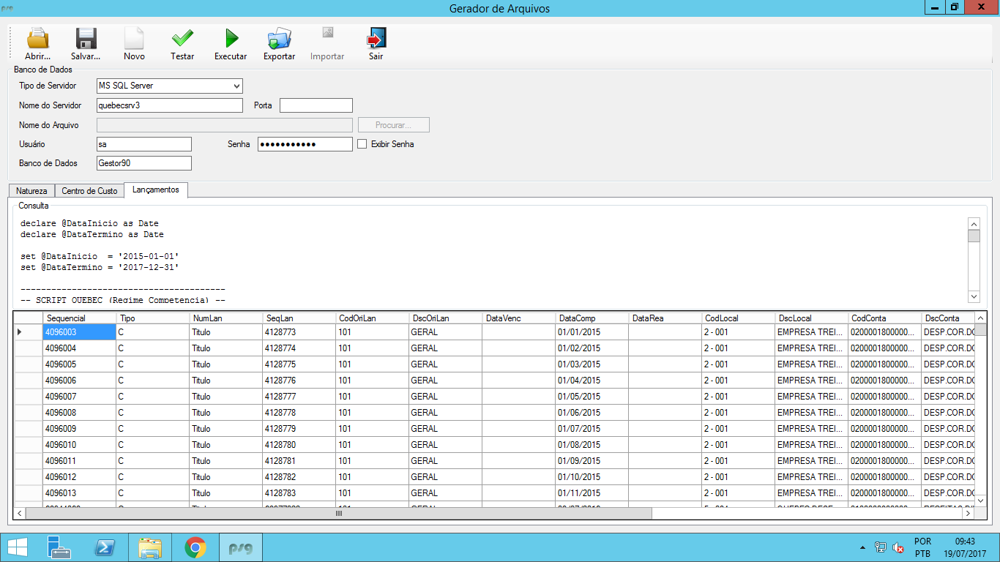 psg Gerador de Arquivos
Abrir... Salvar... Novo Testar Executar Exportar Importar Sair
Banco de Dados
Tipo de Servidor MS SQL Server
Nome do Servidor quebecsrv3 Porta
Nome do Arquivo Procurar...
Usuário sa Senha ●●●●●●●●●●● Exibir Senha
Banco de Dados Gestor90
Natureza Centro de Custo Lançamentos
Consulta
declare @DataInicio as Date
declare @DataTermino as Date
set @DataInicio = '2015-01-01'
set @DataTermino = '2017-12-31'
----------------------------------------
-- SCRIPT QUEBEC (Regime Competencia) --
Sequencial Tipo NumLan SeqLan CodOriLan DscOriLan DataVenc DataComp DataRea CodLocal DscLocal CodConta DscConta
4096003 C Titulo 4128773 101 GERAL 01/01/2015 2 - 001 EMPRESA TREI... 0200001800000... DESP.COR.DO
4096004 C Titulo 4128774 101 GERAL 01/02/2015 2 - 001 EMPRESA TREI... 0200001800000... DESP.COR.DO
4096005 C Titulo 4128775 101 GERAL 01/03/2015 2 - 001 EMPRESA TREI... 0200001800000... DESP.COR.DO
4096006 C Titulo 4128776 101 GERAL 01/04/2015 2 - 001 EMPRESA TREI... 0200001800000... DESP.COR.DO
4096007 C Titulo 4128777 101 GERAL 01/05/2015 2 - 001 EMPRESA TREI... 0200001800000... DESP.COR.DO
4096008 C Titulo 4128778 101 GERAL 01/06/2015 2 - 001 EMPRESA TREI... 0200001800000... DESP.COR.DO
4096009 C Titulo 4128779 101 GERAL 01/07/2015 2 - 001 EMPRESA TREI... 0200001800000... DESP.COR.DO
4096010 C Titulo 4128780 101 GERAL 01/08/2015 2 - 001 EMPRESA TREI... 0200001800000... DESP.COR.DO
4096011 C Titulo 4128781 101 GERAL 01/09/2015 2 - 001 EMPRESA TREI... 0200001800000... DESP.COR.DO
4096012 C Titulo 4128782 101 GERAL 01/10/2015 2 - 001 EMPRESA TREI... 0200001800000... DESP.COR.DO
4096013 C Titulo 4128783 101 GERAL 01/11/2015 2 - 001 EMPRESA TREI... 0200001800000... DESP.COR.DO
psg POR 09:43
PTB 19/07/2017